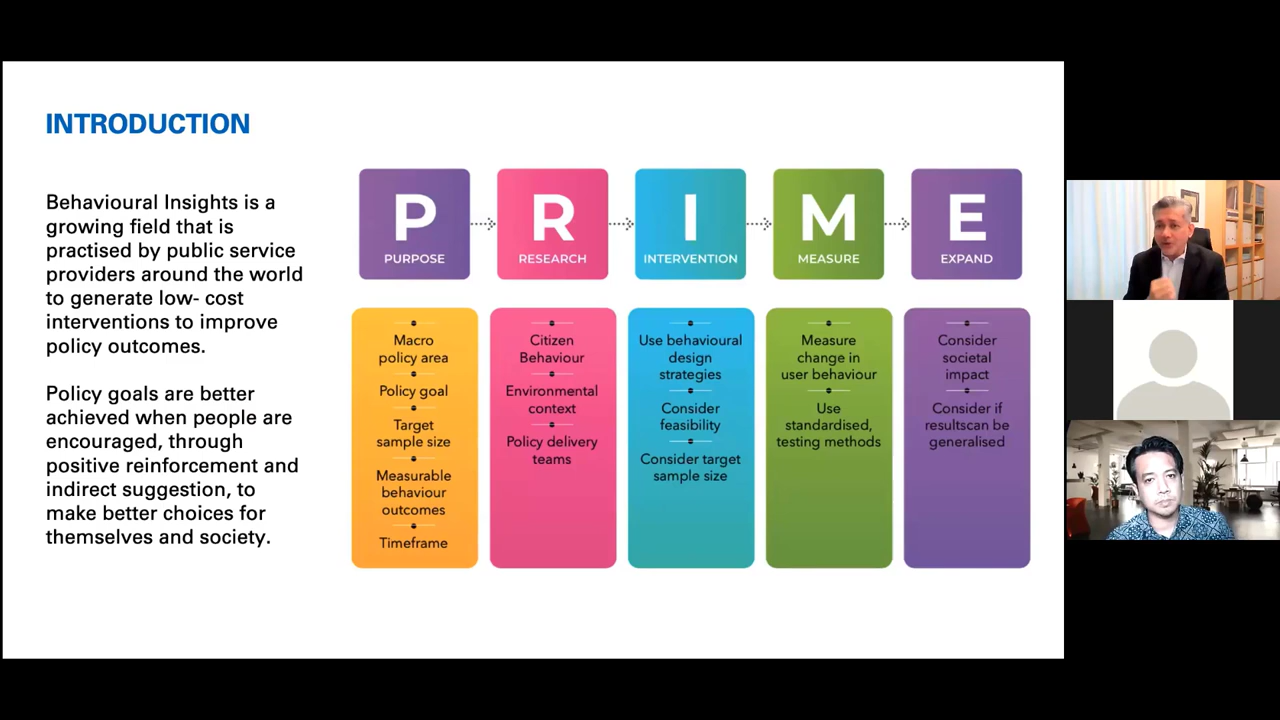 INTRODUCTION
Behavioural Insights is a
growing field that is
practised by public service
providers around the world
to generate low- cost
interventions to improve
policy outcomes.
Policy goals are better
achieved when people are
encouraged, through
positive reinforcement and
indirect suggestion, to
make better choices for
themselves and society.
P
PURPOSE
R
RESEARCH
I
INTERVENTION
M
MEASURE
E
EXPAND
Macro
policy area
Policy goal
Target
sample size
Measurable
behaviour
outcomes
Timeframe
Citizen
Behaviour
Environmental
context
Policy delivery
teams
Use behavioural
design
strategies
Consider
feasibility
Consider target
sample size
Measure
change in
user behaviour
Use
standardised,
testing methods
Consider
societal
impact
Consider if
resultscan be
generalised